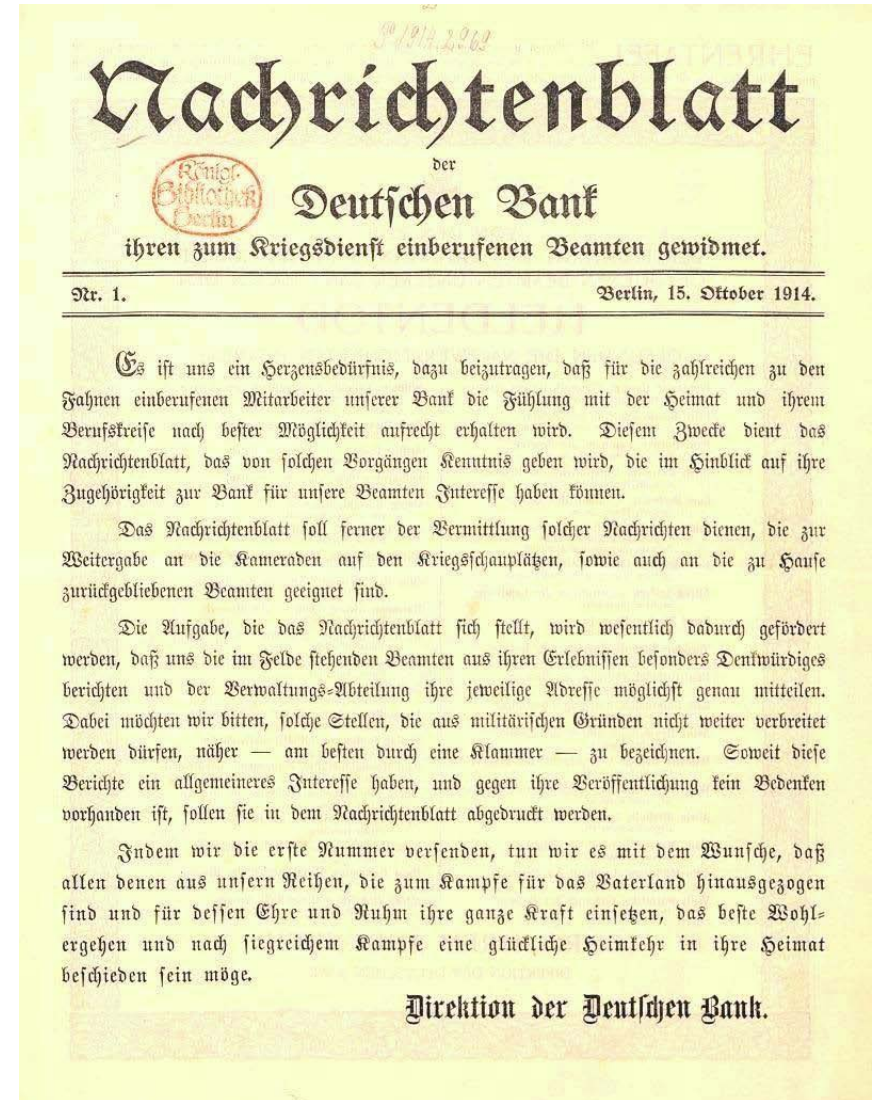 P 1914.2969
Nachrichtenblatt
der
Deutschen Bank
Königl.
Bibliothek
Berlin
ihren zum Kriegsdienst einberufenen Beamten gewidmet.
Nr. 1.
Berlin, 15. Oktober 1914.
Es ist uns ein Herzensbedürfnis, dazu beizutragen, daß für die zahlreichen zu den
Fahnen einberufenen Mitarbeiter unserer Bank die Fühlung mit der Heimat und ihrem
Berufskreise nach bester Möglichkeit aufrecht erhalten wird. Diesem Zwecke dient das
Nachrichtenblatt, das von solchen Vorgängen Kenntnis geben wird, die im Hinblick auf ihre
Zugehörigkeit zur Bank für unsere Beamten Interesse haben können.
Das Nachrichtenblatt soll ferner der Vermittlung solcher Nachrichten dienen, die zur
Weitergabe an die Kameraden auf den Kriegsschauplätzen, sowie auch an die zu Hause
zurückgebliebenen Beamten geeignet sind.
Die Aufgabe, die das Nachrichtenblatt sich stellt, wird wesentlich dadurch gefördert
werden, daß uns die im Felde stehenden Beamten aus ihren Erlebnissen besonders Denkwürdiges
berichten und der Verwaltungs-Abteilung ihre jeweilige Adresse möglichst genau mitteilen.
Dabei möchten wir bitten, solche Stellen, die aus militärischen Gründen nicht weiter verbreitet
werden dürfen, näher — am besten durch eine Klammer — zu bezeichnen. Soweit diese
Berichte ein allgemeineres Interesse haben, und gegen ihre Veröffentlichung kein Bedenken
vorhanden ist, sollen sie in dem Nachrichtenblatt abgedruckt werden.
Indem wir die erste Nummer versenden, tun wir es mit dem Wunsche, daß
allen denen aus unsern Reihen, die zum Kampfe für das Vaterland hinausgezogen
sind und für dessen Ehre und Ruhm ihre ganze Kraft einsetzen, das beste Wohl-
ergehen und nach siegreichem Kampfe eine glückliche Heimkehr in ihre Heimat
beschieden sein möge.
Direktion der Deutschen Bank.